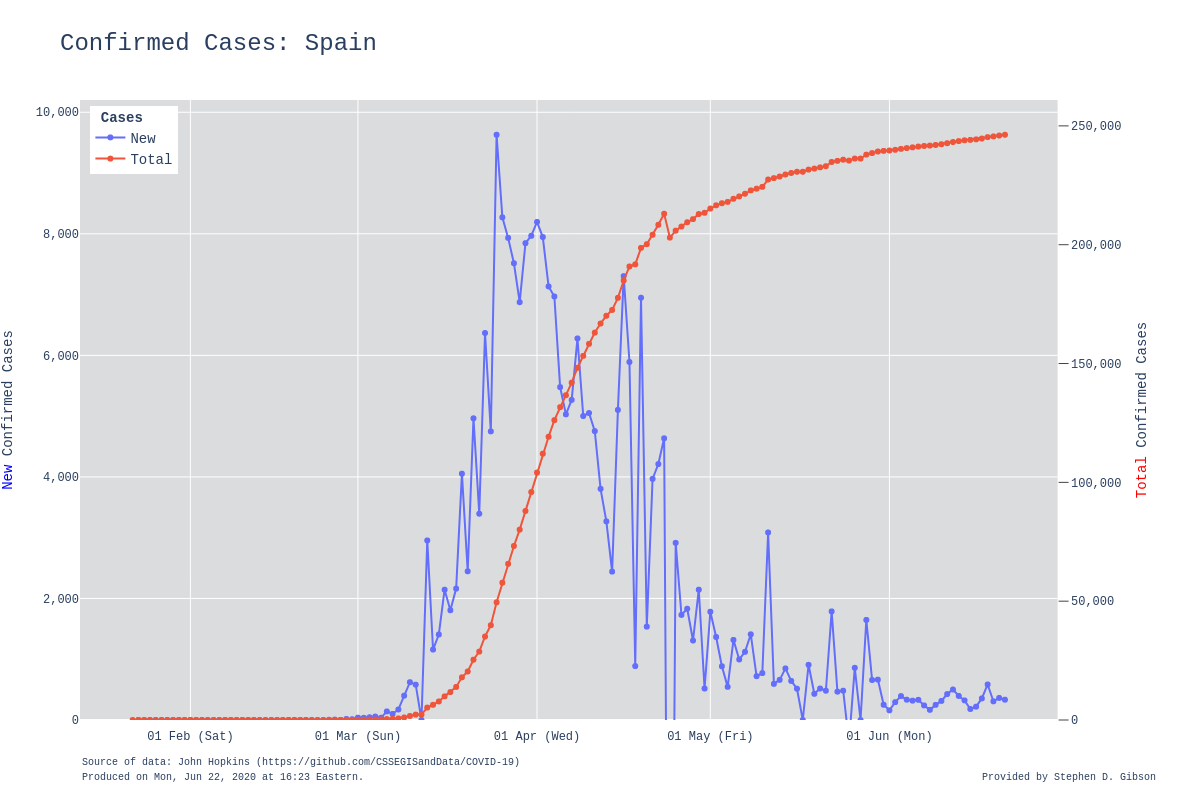 Confirmed Cases: Spain
Cases
New
Total
10,000
8,000
6,000
4,000
2,000
0
250,000
200,000
150,000
100,000
50,000
0
New Confirmed Cases
Total Confirmed Cases
01 Feb (Sat) 01 Mar (Sun) 01 Apr (Wed) 01 May (Fri) 01 Jun (Mon)
Source of data: John Hopkins (https://github.com/CSSEGISandData/COVID-19)
Produced on Mon, Jun 22, 2020 at 16:23 Eastern.
Provided by Stephen D. Gibson